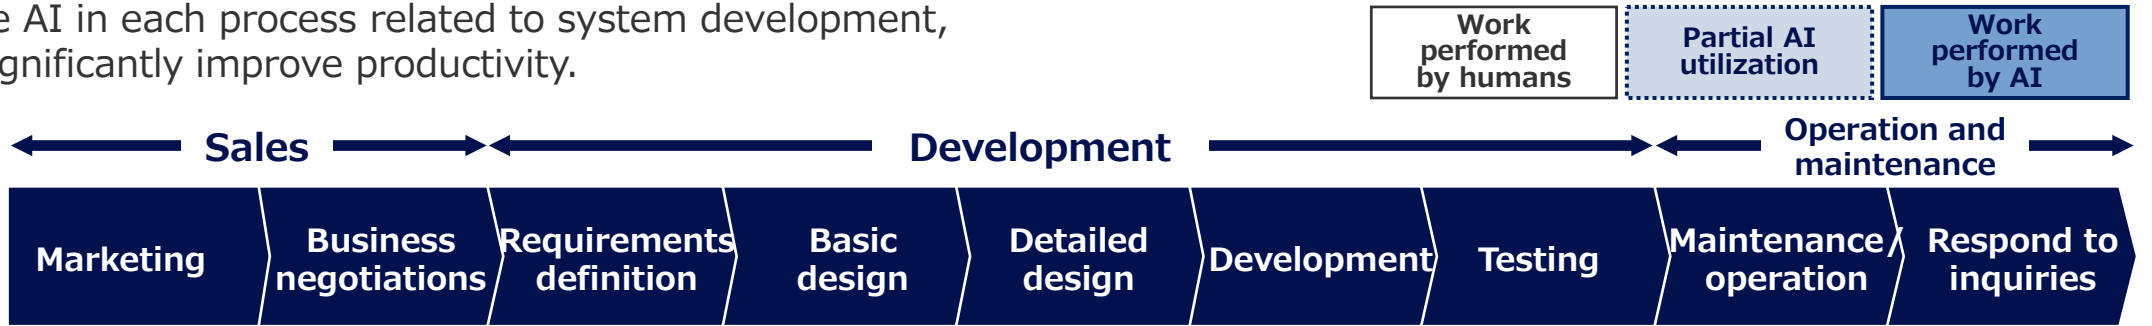 e AI in each process related to system development,
gnificantly improve productivity.
Work
performed
by humans
Partial AI
utilization
Work
performed
by AI
Sales
Development
Operation and
maintenance
Marketing
Business
negotiations
Requirements
definition
Basic
design
Detailed
design
Development
Testing
Maintenance/
operation
Respond to
inquiries